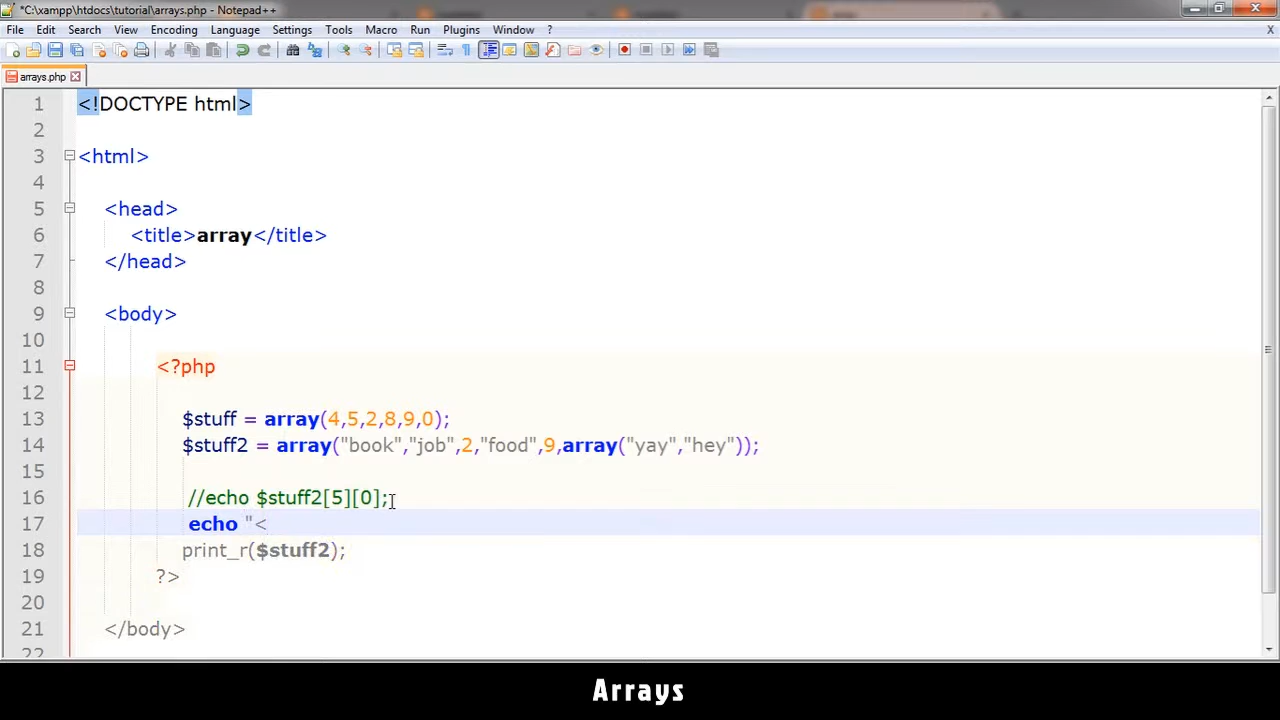 *C:\xampp\htdocs\tutorial\arrays.php - Notepad++
File Edit Search View Encoding Language Settings Tools Macro Run Plugins Window ? X
arrays.php
1 <!DOCTYPE html>
2
3 <html>
4
5 <head>
6 <title>array</title>
7 </head>
8
9 <body>
10
11 <?php
12
13 $stuff = array(4,5,2,8,9,0);
14 $stuff2 = array("book","job",2,"food",9,array("yay","hey"));
15
16 //echo $stuff2[5][0];
17 echo "<
18 print_r($stuff2);
19 ?>
20
21 </body>
22
Arrays